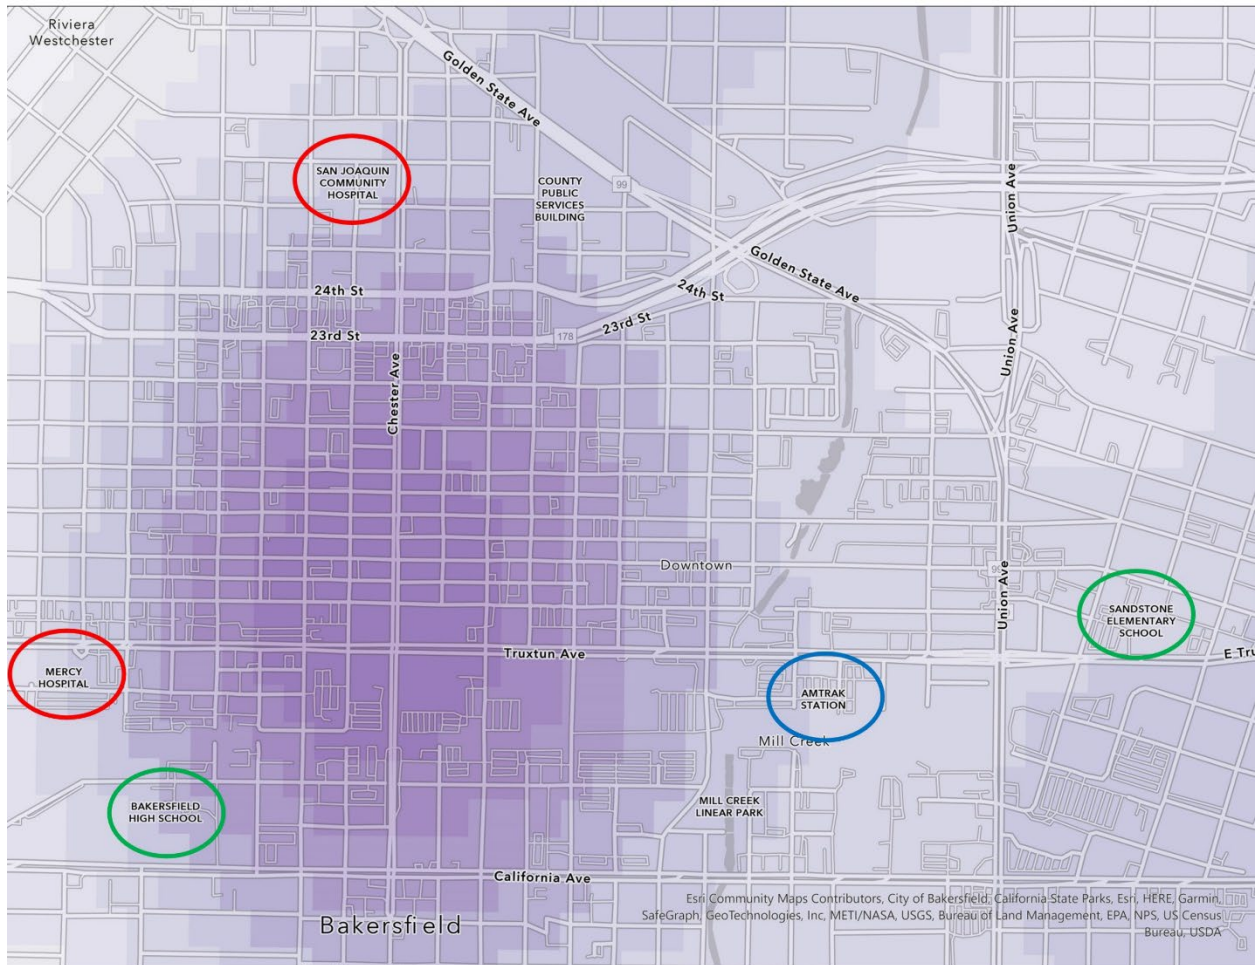 Riviera
Westchester
Golden State Ave
SAN JOAQUIN
COMMUNITY
HOSPITAL
COUNTY
PUBLIC
SERVICES
BUILDING
99
Union Ave
Golden State Ave
24th St
24th St
23rd St
23rd St
178
Union Ave
Chester Ave
Downtown
Union Ave
SANDSTONE
ELEMENTARY
SCHOOL
Truxtun Ave
E Tru
MERCY
HOSPITAL
AMTRAK
STATION
Mill Creek
BAKERSFIELD
HIGH SCHOOL
MILL CREEK
LINEAR PARK
California Ave
Bakersfield
Esri Community Maps Contributors, City of Bakersfield, California State Parks, Esri, HERE, Garmin,
SafeGraph, GeoTechnologies, Inc, METI/NASA, USGS, Bureau of Land Management, EPA, NPS, US Census
Bureau, USDA